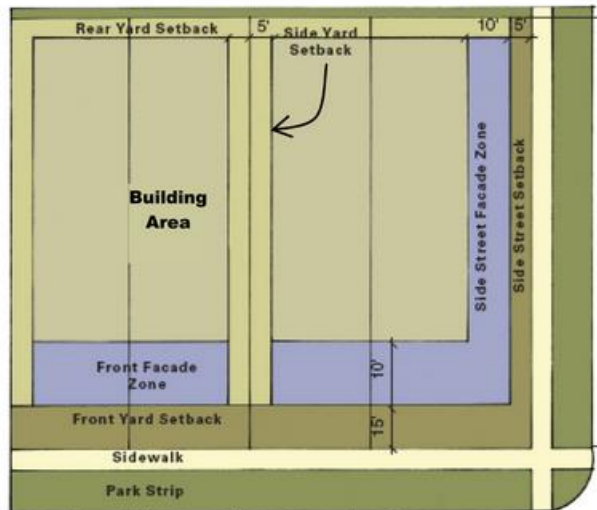 Rear Yard Setback
5'
Side Yard
Setback
10'
5'
Building
Area
Side Street Facade Zone
Side Street Setback
Front Facade
Zone
10'
Front Yard Setback
15'
Sidewalk
Park Strip